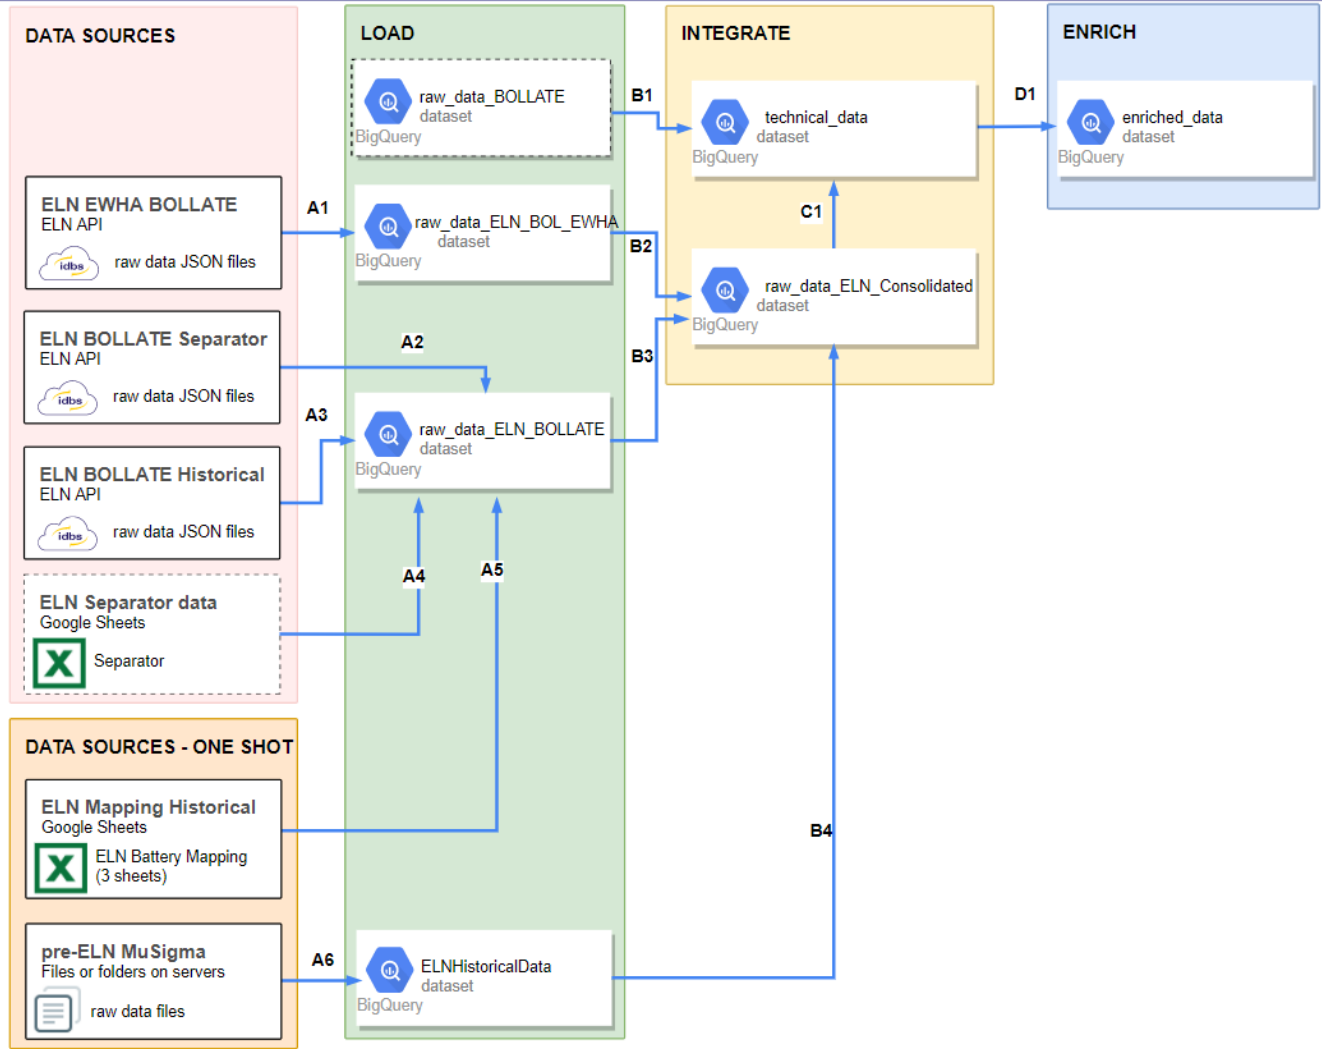 DATA SOURCES
ELN EWHA BOLLATE
ELN API
idbs
raw data JSON files
ELN BOLLATE Separator
ELN API
idbs
raw data JSON files
ELN BOLLATE Historical
ELN API
idbs
raw data JSON files
ELN Separator data
Google Sheets
X
Separator
DATA SOURCES - ONE SHOT
ELN Mapping Historical
Google Sheets
X
ELN Battery Mapping
(3 sheets)
pre-ELN MuSigma
Files or folders on servers
raw data files
A1
A2
A3
A4
A5
A6
LOAD
raw_data_BOLLATE
dataset
BigQuery
raw_data_ELN_BOL_EWHA
dataset
BigQuery
raw_data_ELN_BOLLATE
dataset
BigQuery
ELNHistoricalData
dataset
BigQuery
B1
B2
B3
B4
INTEGRATE
technical_data
dataset
BigQuery
C1
raw_data_ELN_Consolidated
dataset
BigQuery
D1
ENRICH
enriched_data
dataset
BigQuery